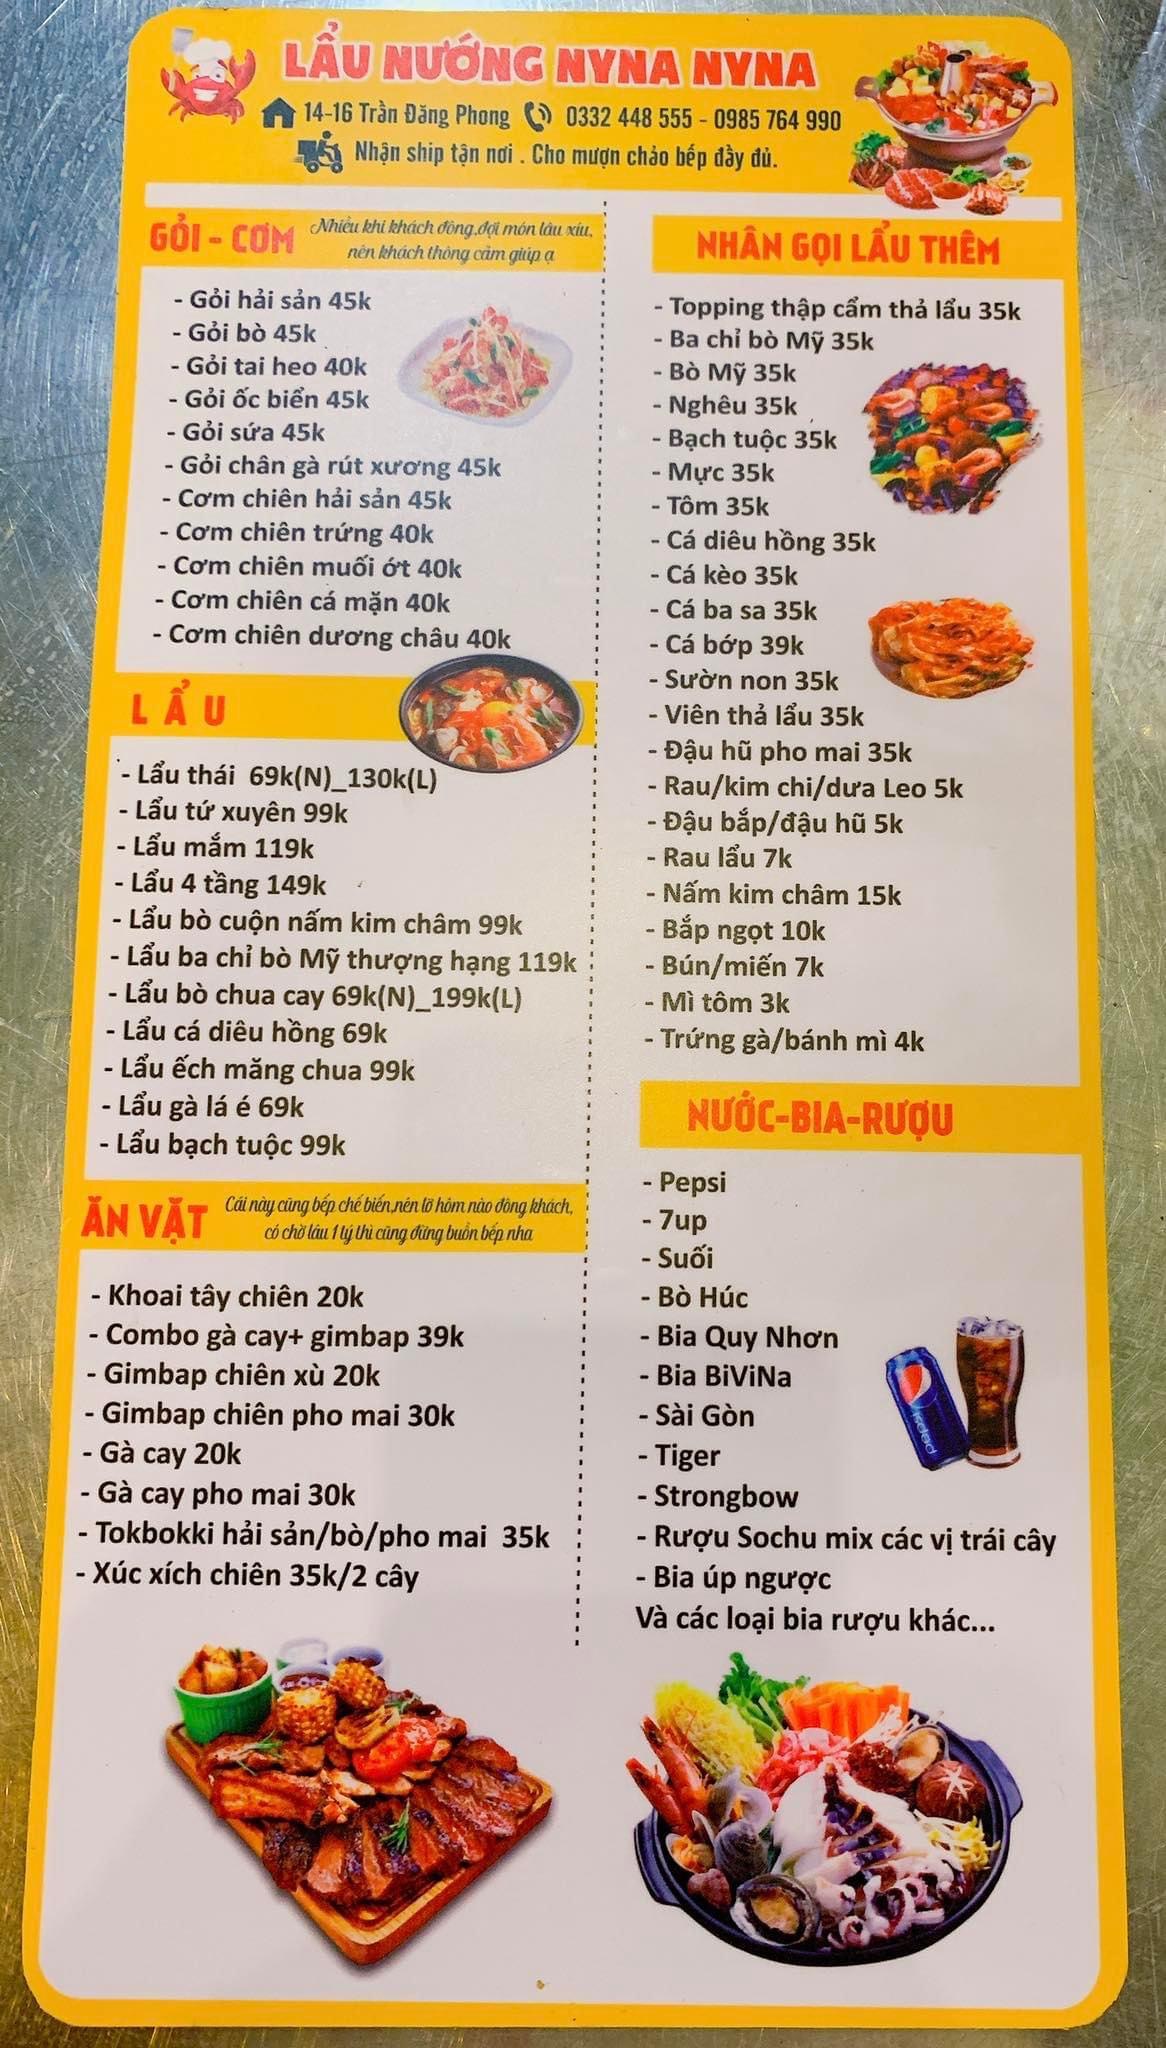 LẨU NƯỚNG NYNA NYNA
14-16 Trần Đăng Phong 0332 448 555 - 0985 764 990
Nhận ship tận nơi . Cho mượn chảo bếp đầy đủ.
GỎI - CƠM
Nhiều khi khách đông,đợi món lâu xíu,
nên khách thông cảm giúp ạ
- Gỏi hải sản 45k
- Gỏi bò 45k
- Gỏi tai heo 40k
- Gỏi ốc biển 45k
- Gỏi sứa 45k
- Gỏi chân gà rút xương 45k
- Cơm chiên hải sản 45k
- Cơm chiên trứng 40k
- Cơm chiên muối ớt 40k
- Cơm chiên cá mặn 40k
- Cơm chiên dương châu 40k
LẨU
- Lẩu thái 69k(N)_130k(L)
- Lẩu tứ xuyên 99k
- Lẩu mắm 119k
- Lẩu 4 tầng 149k
- Lẩu bò cuộn nấm kim châm 99k
- Lẩu ba chỉ bò Mỹ thượng hạng 119k
- Lẩu bò chua cay 69k(N)_199k(L)
- Lẩu cá diêu hồng 69k
- Lẩu ếch măng chua 99k
- Lẩu gà lá é 69k
- Lẩu bạch tuộc 99k
ĂN VẶT
Cái này cũng bếp chế biến,nên lỡ hôm nào đông khách,
có chờ lâu 1 tý thì cũng đừng buồn bếp nha
- Khoai tây chiên 20k
- Combo gà cay+ gimbap 39k
- Gimbap chiên xù 20k
- Gimbap chiên pho mai 30k
- Gà cay 20k
- Gà cay pho mai 30k
- Tokbokki hải sản/bò/pho mai 35k
- Xúc xích chiên 35k/2 cây
NHÂN GỌI LẨU THÊM
- Topping thập cẩm thả lẩu 35k
- Ba chỉ bò Mỹ 35k
- Bò Mỹ 35k
- Nghêu 35k
- Bạch tuộc 35k
- Mực 35k
- Tôm 35k
- Cá diêu hồng 35k
- Cá kèo 35k
- Cá ba sa 35k
- Cá bớp 39k
- Sườn non 35k
- Viên thả lẩu 35k
- Đậu hũ pho mai 35k
- Rau/kim chi/dưa Leo 5k
- Đậu bắp/đậu hũ 5k
- Rau lẩu 7k
- Nấm kim châm 15k
- Bắp ngọt 10k
- Bún/miến 7k
- Mì tôm 3k
- Trứng gà/bánh mì 4k
NƯỚC-BIA-RƯỢU
- Pepsi
- 7up
- Suối
- Bò Húc
- Bia Quy Nhơn
- Bia BiViNa
- Sài Gòn
- Tiger
- Strongbow
- Rượu Sochu mix các vị trái cây
- Bia úp ngược
Và các loại bia rượu khác...
pepsi